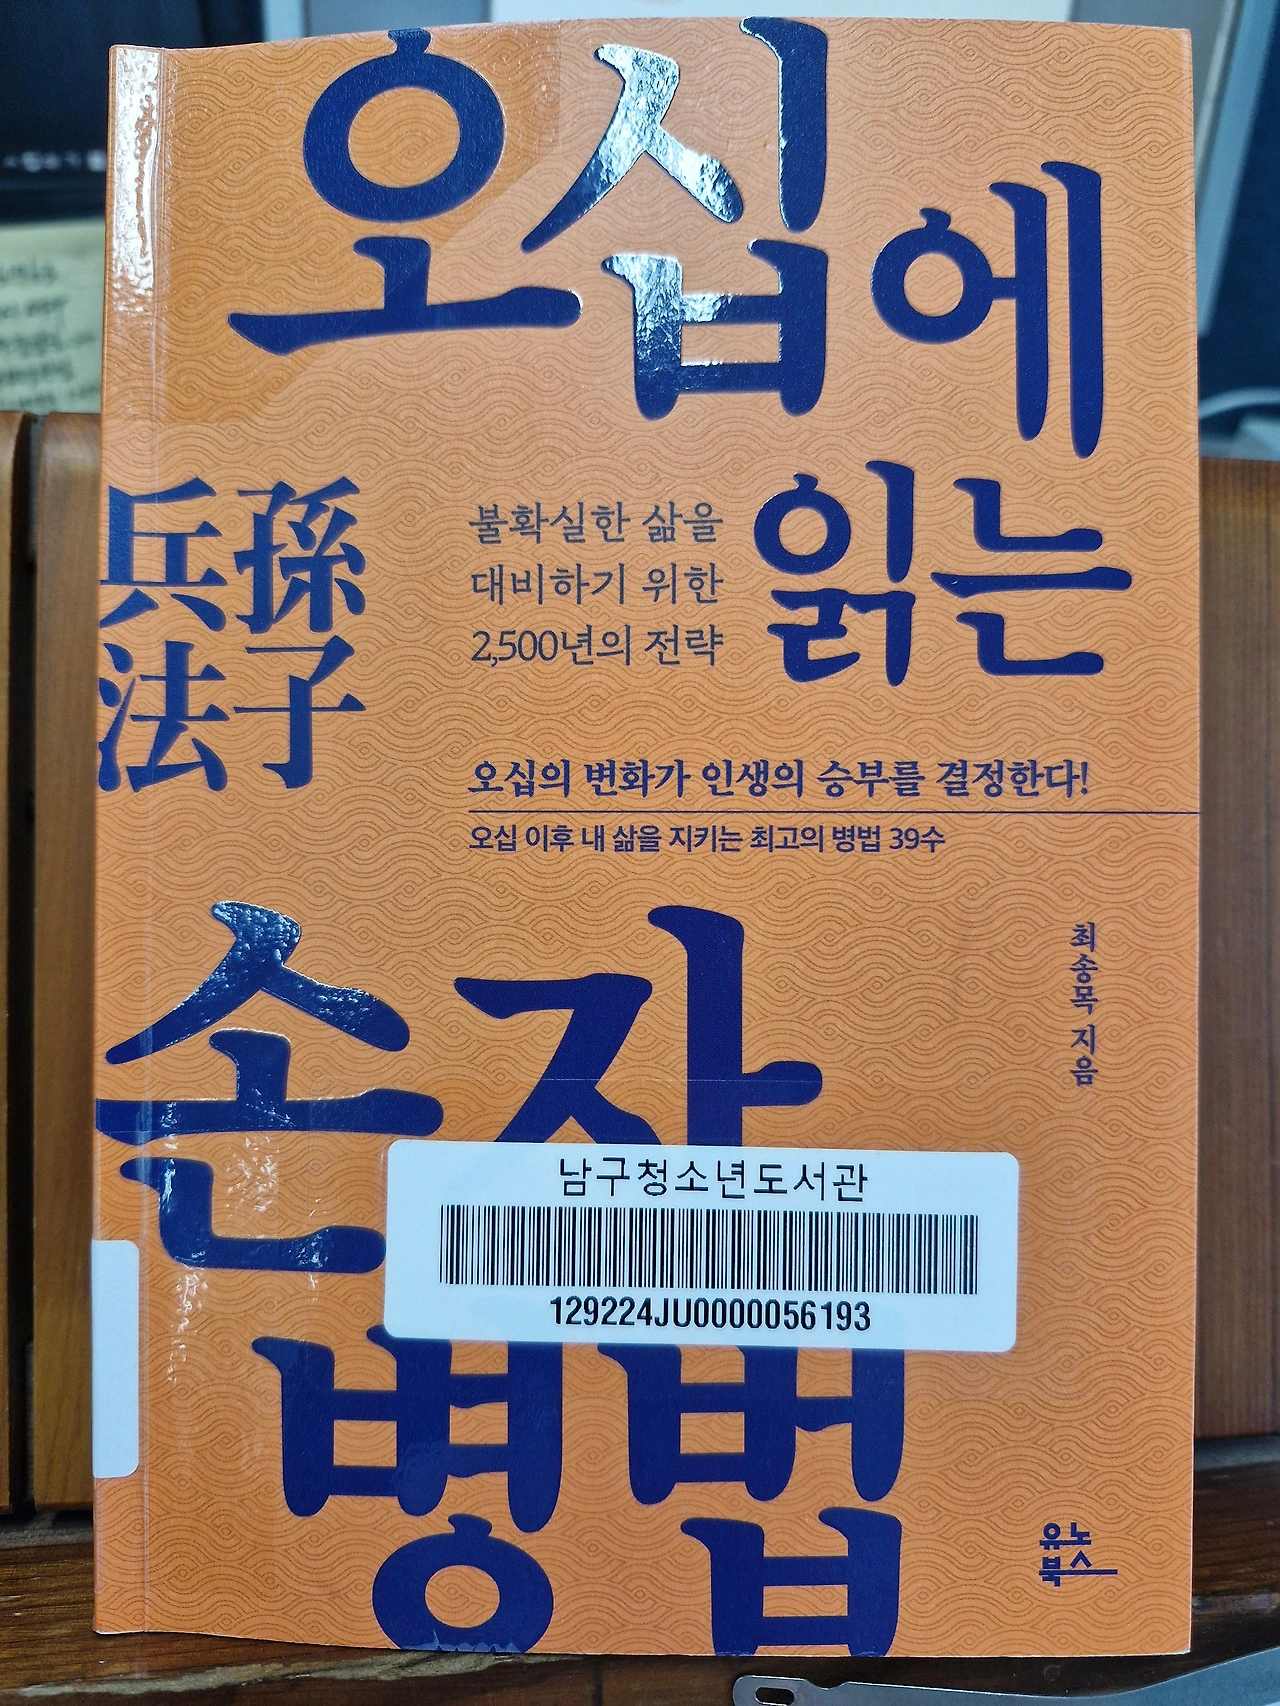 오십에
읽는
孫子
兵法
불확실한 삶을
대비하기 위한
2,500년의 전략
오십의 변화가 인생의 승부를 결정한다!
오십 이후 내 삶을 지키는 최고의 병법 39수
최송목 지음
손자
남구청소년도서관
129224JU0000056193
병법
유노
북스